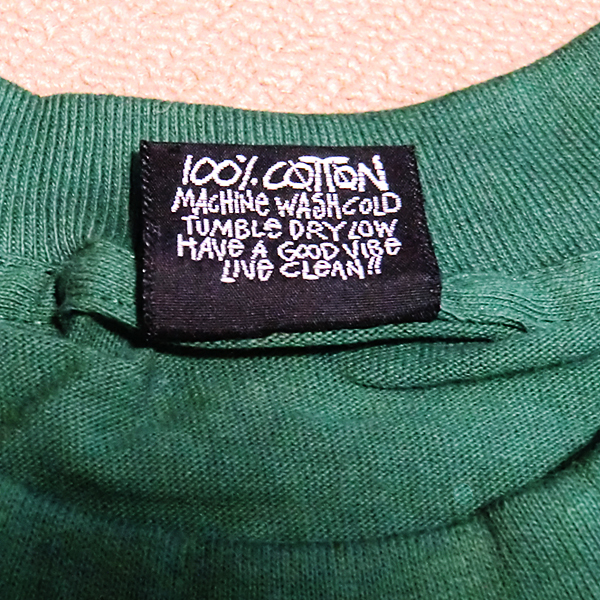 100% COTTON
MACHINE WASH COLD
TUMBLE DRY LOW
HAVE A GOOD VIBE
LIVE CLEAN!!